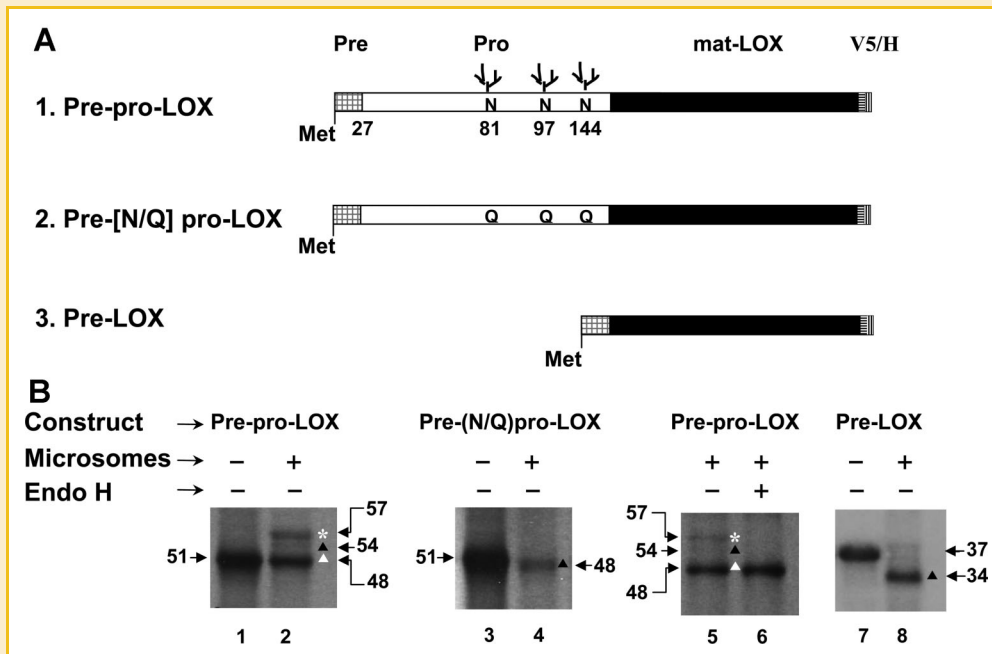 A
Pre Pro mat-LOX V5/H
1. Pre-pro-LOX
N N N
Met 27 81 97 144
2. Pre-[N/Q] pro-LOX
Q Q Q
Met
3. Pre-LOX
Met
B
Construct → Pre-pro-LOX Pre-(N/Q)pro-LOX Pre-pro-LOX Pre-LOX
Microsomes → − + − + + + − +
Endo H → − − − − − + − −
51 57 * 54 48
51 48
57 * 54 48
37 34
1 2 3 4 5 6 7 8